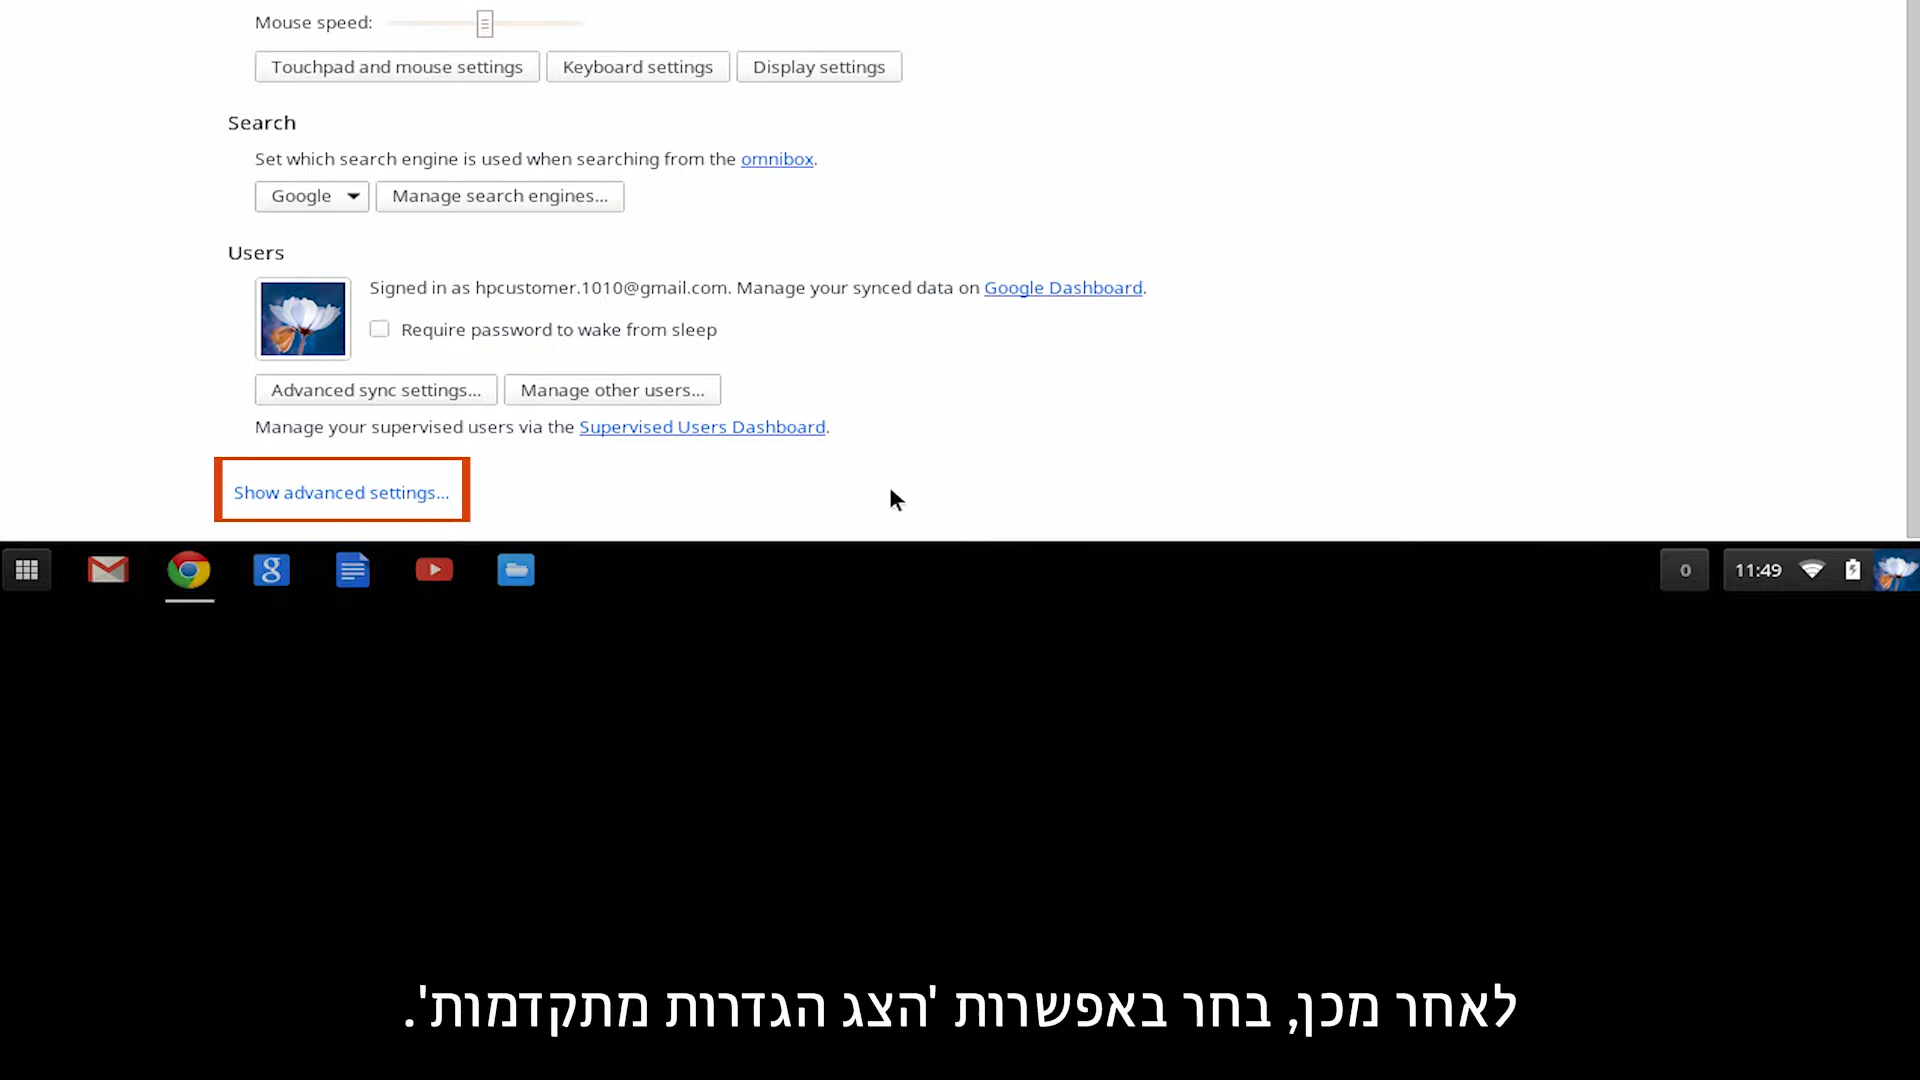 Mouse speed:
Touchpad and mouse settings Keyboard settings Display settings
Search
Set which search engine is used when searching from the omnibox.
Google Manage search engines...
Users
Signed in as hpcustomer.1010@gmail.com. Manage your synced data on Google Dashboard.
Require password to wake from sleep
Advanced sync settings... Manage other users...
Manage your supervised users via the Supervised Users Dashboard.
Show advanced settings...
8 0 11:49
לאחר מכן, בחר באפשרות 'הצג הגדרות מתקדמות'.